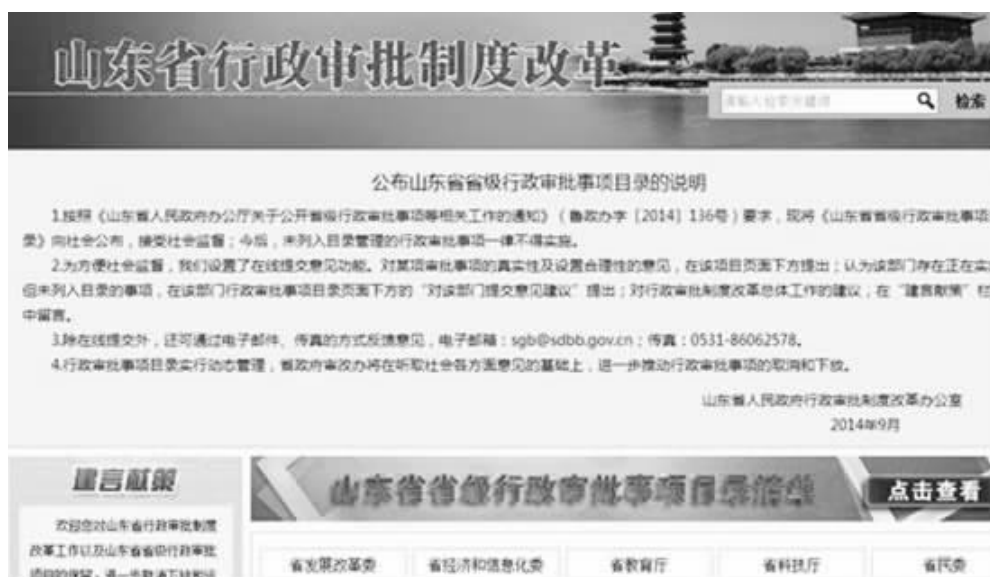 山东省行政审批制度改革
检索
公布山东省省级行政审批事项目录的说明
1.按照《山东省人民政府办公厅关于公开省级行政审批事项等相关工作的通知》（鲁政办字〔2014〕136号）要求，现将《山东省省级行政审批事项
录》向社会公布，接受社会监督；今后，未列入目录管理的行政审批事项一律不得实施。
2.为方便社会监督，我们设置了在线提交意见功能。对某项审批事项的真实性及设置合理性的意见，在该项目页面下方提出；认为该部门存在正在实
但未列入目录的事项，在该部门行政审批事项目录页面下方的“对该部门提交意见建议”提出；对行政审批制度改革总体工作的建议，在“建言献策”栏
中留言。
3.除在线提交外，还可通过电子邮件、传真的方式反馈意见，电子邮箱：sgb@sdbb.gov.cn；传真：0531-86062578。
4.行政审批事项目录实行动态管理，省政府审改办将在听取社会各方面意见的基础上，进一步推动行政审批事项的取消和下放。
山东省人民政府行政审批制度改革办公室
2014年9月
建言献策
山东省省级行政审批事项目录清单
点击查看
欢迎您对山东省行政审批制度
改革工作以及山东省省级行政审批
省发展改革委 省经济和信息化委 省教育厅 省科技厅 省民委